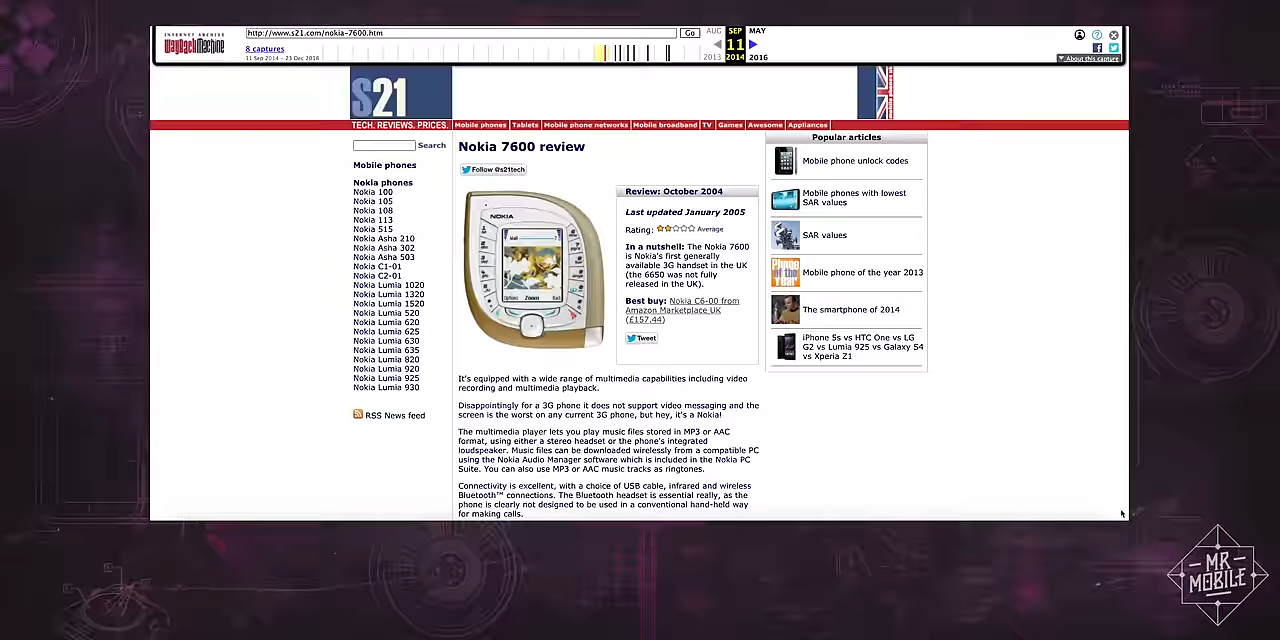 INTERNET ARCHIVE
WayBackMachine
http://www.s21.com/nokia-7600.htm
Go
AUG
SEP
MAY
8 captures
11
11 Sep 2014 - 23 Dec 2018
2013
2014
2016
About this capture
S21
TECH. REVIEWS. PRICES.
Mobile phones
Tablets
Mobile phone networks
Mobile broadband
TV
Games
Awesome
Appliances
Search
Mobile phones
Nokia phones
Nokia 100
Nokia 105
Nokia 108
Nokia 113
Nokia 515
Nokia Asha 210
Nokia Asha 302
Nokia Asha 503
Nokia C1-01
Nokia C2-01
Nokia Lumia 1020
Nokia Lumia 1320
Nokia Lumia 1520
Nokia Lumia 520
Nokia Lumia 620
Nokia Lumia 625
Nokia Lumia 630
Nokia Lumia 635
Nokia Lumia 820
Nokia Lumia 920
Nokia Lumia 925
Nokia Lumia 930
RSS News feed
Nokia 7600 review
Follow @s21tech
NOKIA
Options
Zoom
Back
Review: October 2004
Last updated January 2005
Rating:
Average
In a nutshell: The Nokia 7600
is Nokia's first generally
available 3G handset in the UK
(the 6650 was not fully
released in the UK).
Best buy: Nokia C6-00 from
Amazon Marketplace UK
(£157.44)
Tweet
It's equipped with a wide range of multimedia capabilities including video
recording and multimedia playback.
Disappointingly for a 3G phone it does not support video messaging and the
screen is the worst on any current 3G phone, but hey, it's a Nokia!
The multimedia player lets you play music files stored in MP3 or AAC
format, using either a stereo headset or the phone's integrated
loudspeaker. Music files can be downloaded wirelessly from a compatible PC
using the Nokia Audio Manager software which is included in the Nokia PC
Suite. You can also use MP3 or AAC music tracks as ringtones.
Connectivity is excellent, with a choice of USB cable, infrared and wireless
Bluetooth™ connections. The Bluetooth headset is essential really, as the
phone is clearly not designed to be used in a conventional hand-held way
for making calls.
Popular articles
Mobile phone unlock codes
Mobile phones with lowest
SAR values
SAR values
Phone
of the
Year
Mobile phone of the year 2013
The smartphone of 2014
iPhone 5s vs HTC One vs LG
G2 vs Lumia 925 vs Galaxy S4
vs Xperia Z1
MR
MOBILE